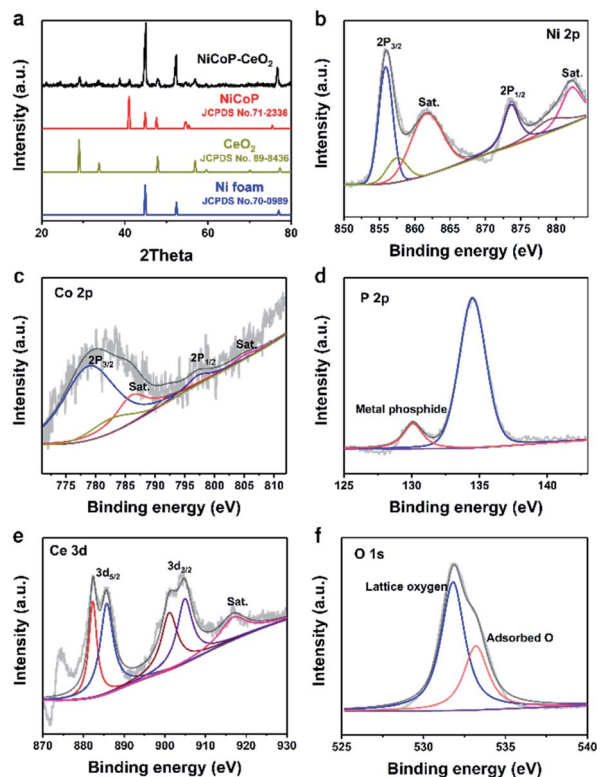 a
NiCoP-CeO₂
NiCoP
JCPDS No.71-2336
CeO₂
JCPDS No. 89-8436
Ni foam
JCPDS No.70-0989
Intensity (a.u.)
20 40 60 80
2Theta
b
Ni 2p
2P₃/₂
Sat.
2P₁/₂
Sat.
Intensity (a.u.)
850 855 860 865 870 875 880
Binding energy (eV)
c
Co 2p
2P₃/₂
Sat.
2P₁/₂
Sat.
Intensity (a.u.)
775 780 785 790 795 800 805 810
Binding energy (eV)
d
P 2p
Metal phosphide
Intensity (a.u.)
125 130 135 140
Binding energy (eV)
e
Ce 3d
3d₅/₂
3d₃/₂
Sat.
Intensity (a.u.)
870 880 890 900 910 920 930
Binding energy (eV)
f
O 1s
Lattice oxygen
Adsorbed O
Intensity (a.u.)
525 530 535 540
Binding energy (eV)